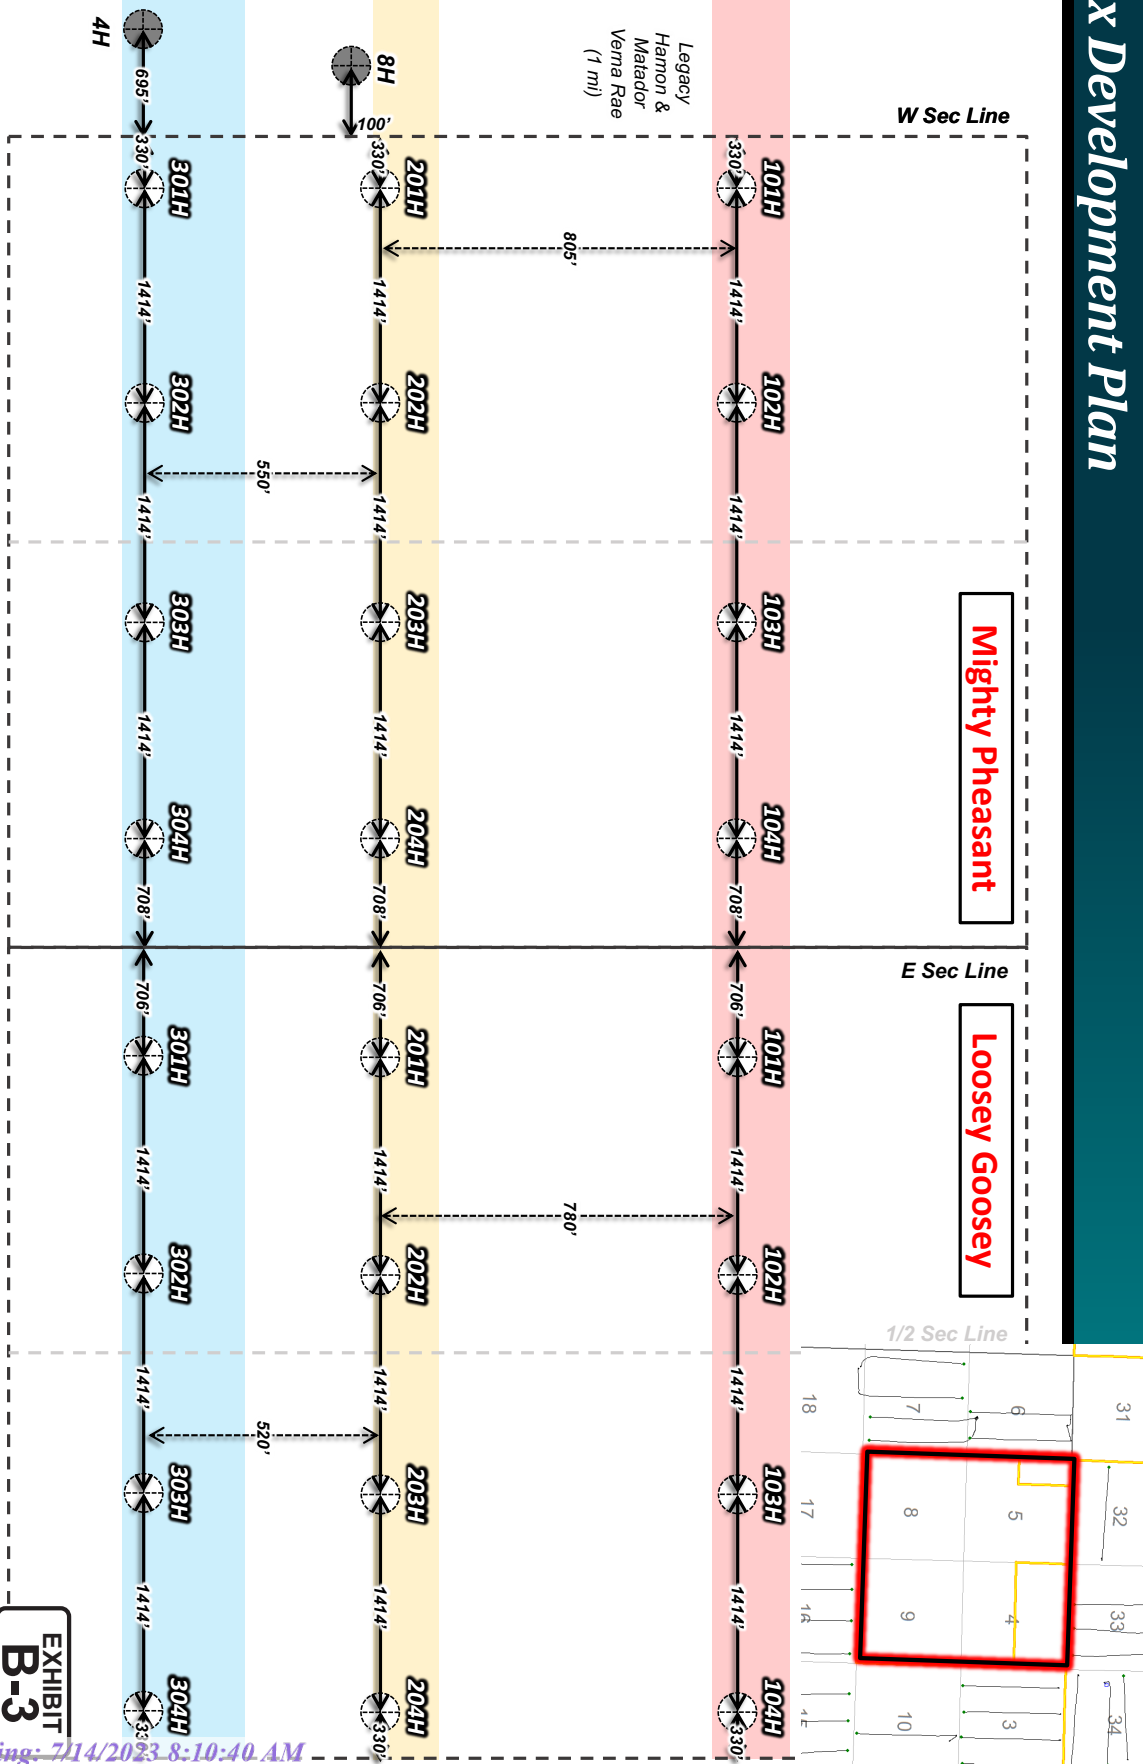 x Development Plan
W Sec Line
Mighty Pheasant
E Sec Line
Loosey Goosey
1/2 Sec Line
Legacy
Hamon &
Matador
Verna Rae
(1 mi)
101H 102H 103H 104H 101H 102H 103H 104H
330' 1414' 1414' 1414' 708' 706' 1414' 1414' 1414' 330'
805' 780'
8H
100'
201H 202H 203H 204H 201H 202H 203H 204H
330' 1414' 1414' 1414' 708' 706' 1414' 1414' 1414' 330'
550' 520'
4H
301H 302H 303H 304H 301H 302H 303H 304H
695' 330' 1414' 1414' 1414' 708' 706' 1414' 1414' 1414' 330'
31 32 33 34
6 5 4 3
7 8 9 10
18 17 16
EXHIBIT
B-3
ing: 7/14/2023 8:10:40 AM